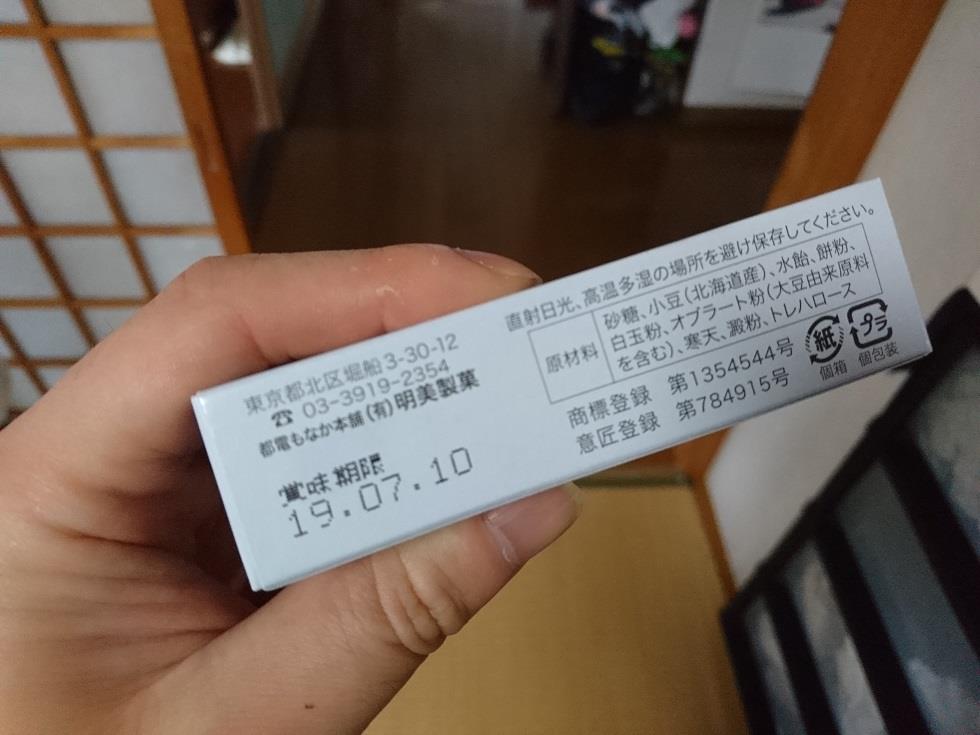 直射日光、高温多湿の場所を避け保存してください。
原材料
砂糖、小豆(北海道産)、水飴、餅粉、
白玉粉、オブラート粉(大豆由来原料
を含む)、寒天、澱粉、トレハロース
商標登録 第1354544号
意匠登録 第784915号
紙
個箱
プラ
個包装
東京都北区堀船3-30-12
☎ 03-3919-2354
都電もなか本舗(有)明美製菓
賞味期限
19.07.10